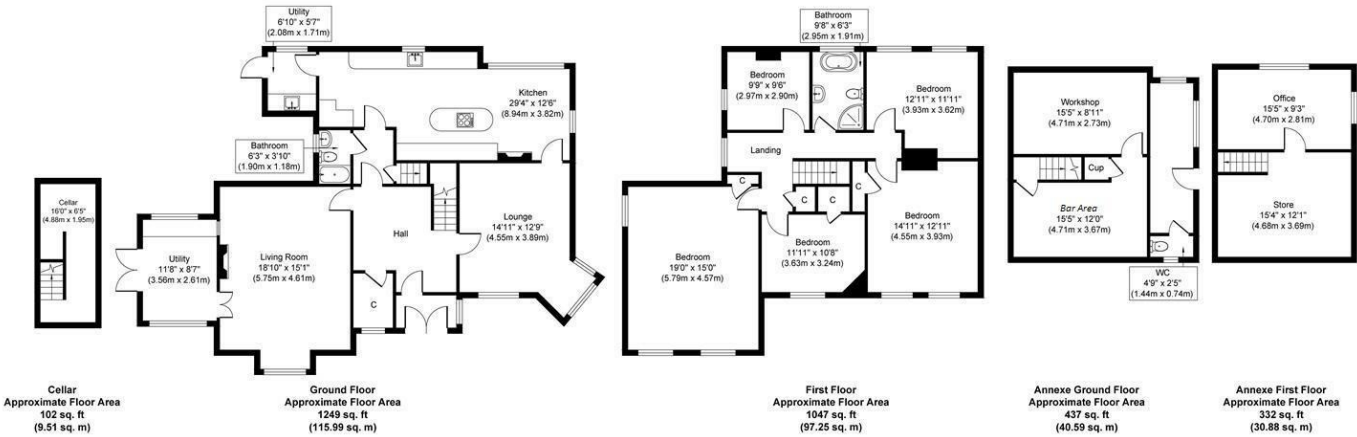 Cellar
16'0" x 6'5"
(4.88m x 1.95m)
Cellar
Approximate Floor Area
102 sq. ft
(9.51 sq. m)
Utility
6'10" x 5'7"
(2.08m x 1.71m)
Kitchen
29'4" x 12'6"
(8.94m x 3.82m)
Bathroom
6'3" x 3'10"
(1.90m x 1.18m)
Lounge
14'11" x 12'9"
(4.55m x 3.89m)
Hall
Utility
11'8" x 8'7"
(3.56m x 2.61m)
Living Room
18'10" x 15'1"
(5.75m x 4.61m)
C
Ground Floor
Approximate Floor Area
1249 sq. ft
(115.99 sq. m)
Bathroom
9'8" x 6'3"
(2.95m x 1.91m)
Bedroom
9'9" x 9'6"
(2.97m x 2.90m)
Bedroom
12'11" x 11'11"
(3.93m x 3.62m)
Landing
C
C
C
C
Bedroom
14'11" x 12'11"
(4.55m x 3.93m)
Bedroom
11'11" x 10'8"
(3.63m x 3.24m)
Bedroom
19'0" x 15'0"
(5.79m x 4.57m)
First Floor
Approximate Floor Area
1047 sq. ft
(97.25 sq. m)
Workshop
15'5" x 8'11"
(4.71m x 2.73m)
Cup
Bar Area
15'5" x 12'0"
(4.71m x 3.67m)
WC
4'9" x 2'5"
(1.44m x 0.74m)
Annexe Ground Floor
Approximate Floor Area
437 sq. ft
(40.59 sq. m)
Office
15'5" x 9'3"
(4.70m x 2.81m)
Store
15'4" x 12'1"
(4.68m x 3.69m)
Annexe First Floor
Approximate Floor Area
332 sq. ft
(30.88 sq. m)